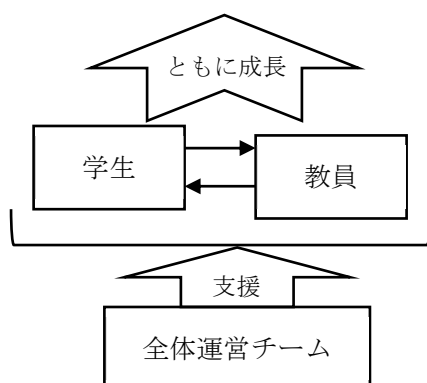 ともに成長
学生
教員
支援
全体運営チーム